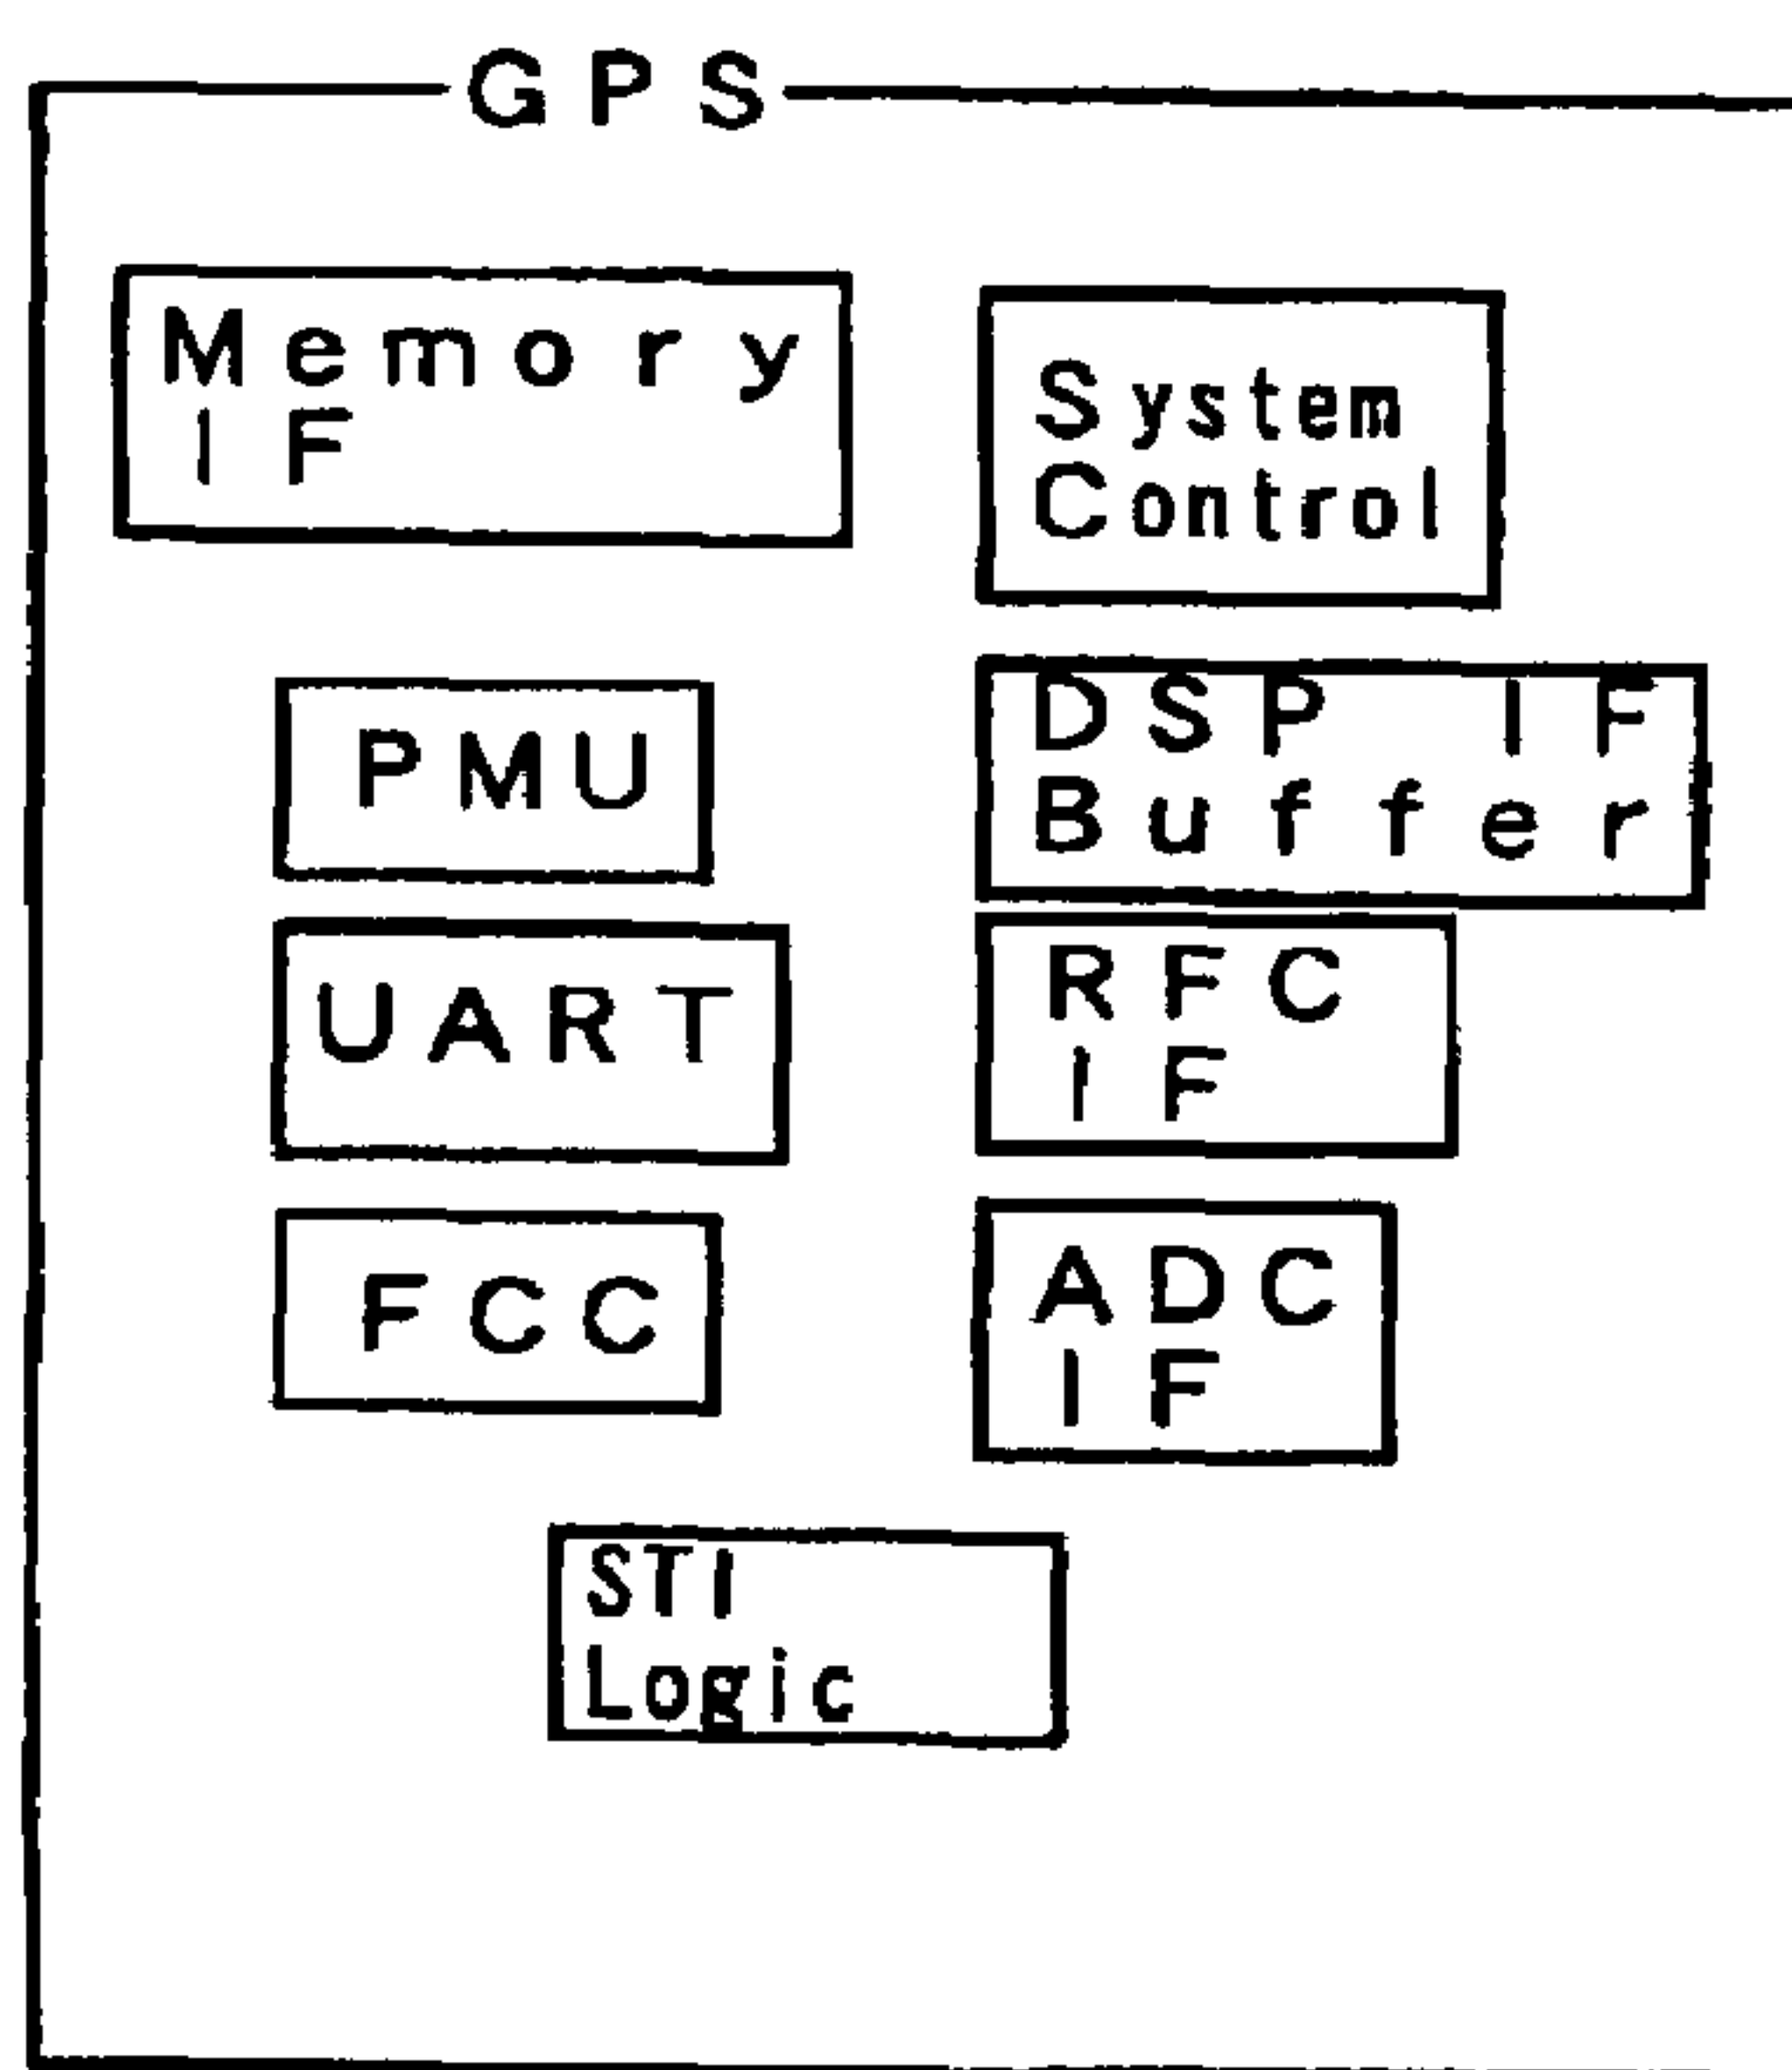 GPS
Memory
IF
System
Control
PMU
DSP IF
Buffer
UART
RFC
IF
FCC
ADC
IF
STI
Logic